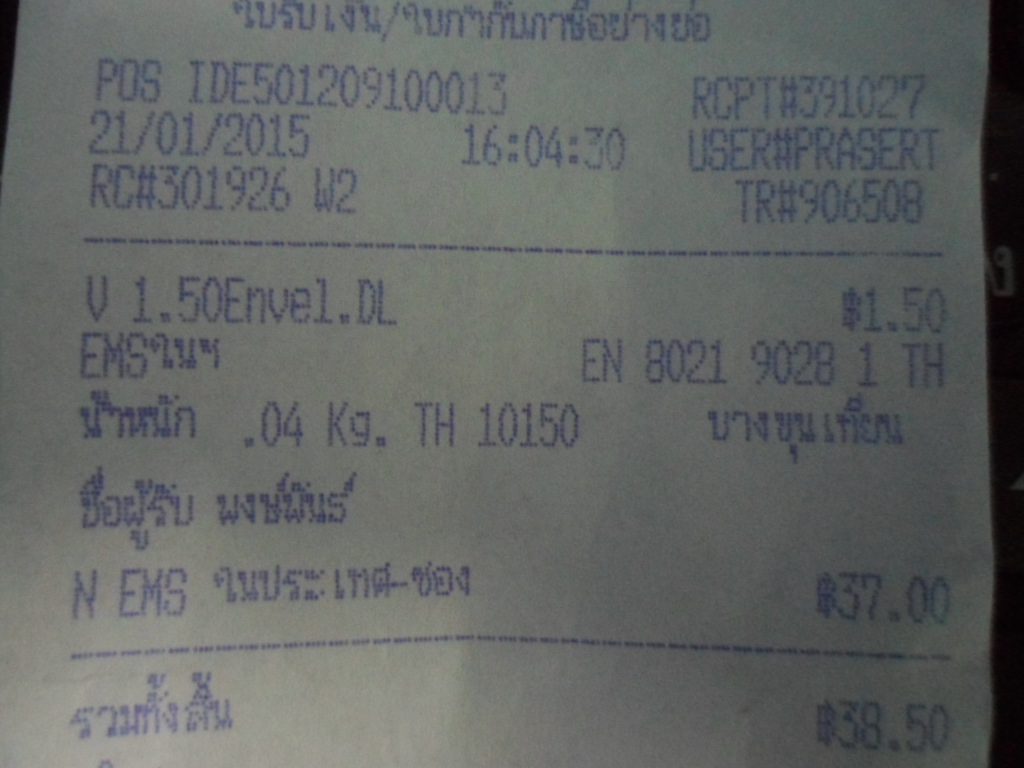 ใบรับเงิน/ใบกำกับภาษีอย่างย่อ
POS IDE501209100013 RCPT#391027
21/01/2015 16:04:30 USER#PRASERT
RC#301926 W2 TR#906508
V 1.50Envel.DL ฿1.50
EMSในฯ EN 8021 9028 1 TH
น้ำหนัก .04 Kg. TH 10150 บางขุนเทียน
ชื่อผู้รับ พงษ์พันธ์
N EMS ในประเทศ-ซอง ฿37.00
รวมทั้งสิ้น ฿38.50